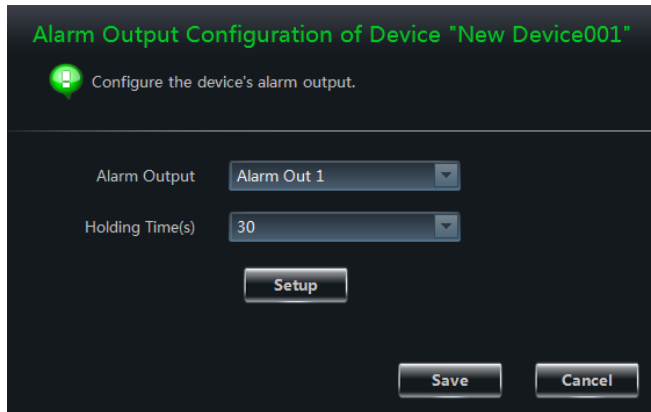 Alarm Output Configuration of Device "New Device001"
Configure the device's alarm output.
Alarm Output Alarm Out 1
Holding Time(s) 30
Setup
Save Cancel